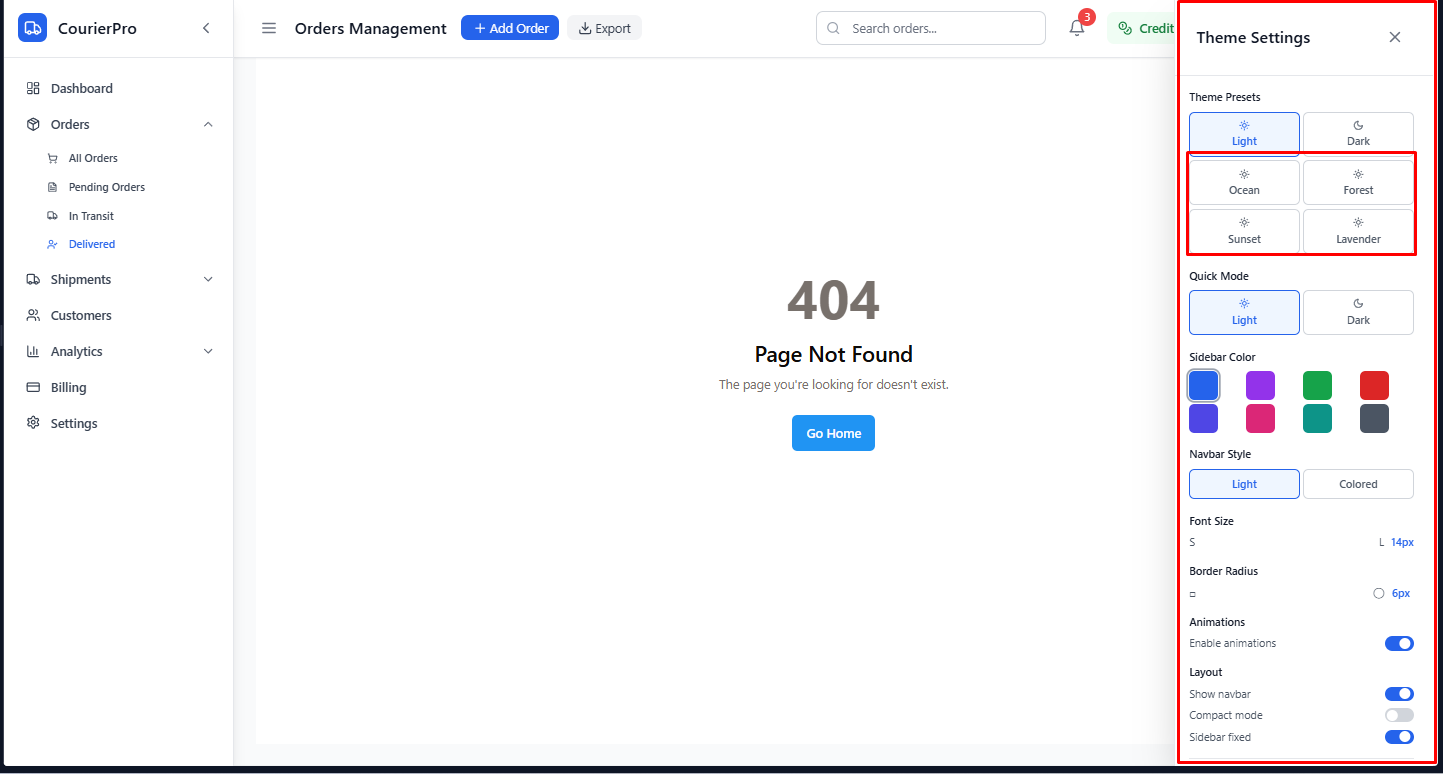 CourierPro
Dashboard
Orders
All Orders
Pending Orders
In Transit
Delivered
Shipments
Customers
Analytics
Billing
Settings
Orders Management
+ Add Order
Export
Search orders...
3
Credit
404
Page Not Found
The page you're looking for doesn't exist.
Go Home
Theme Settings
Theme Presets
Light Dark
Ocean Forest
Sunset Lavender
Quick Mode
Light Dark
Sidebar Color
Navbar Style
Light Colored
Font Size
S L 14px
Border Radius
6px
Animations
Enable animations
Layout
Show navbar
Compact mode
Sidebar fixed